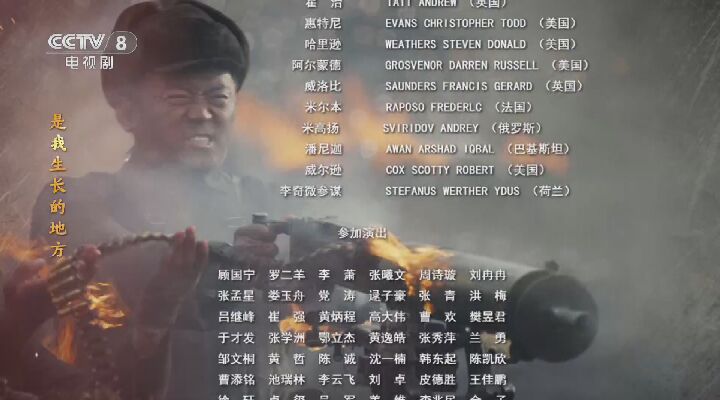 CCTV 8
电视剧
是我生长的地方
崔 治 TAIT ANDREW (英国)
惠特尼 EVANS CHRISTOPHER TODD (美国)
哈里逊 WEATHERS STEVEN DONALD (美国)
阿尔蒙德 GROSVENOR DARREN RUSSELL (美国)
威洛比 SAUNDERS FRANCIS GERARD (英国)
米尔本 RAPOSO FREDERLC (法国)
米高扬 SVIRIDOV ANDREY (俄罗斯)
潘尼迦 AWAN ARSHAD IQBAL (巴基斯坦)
威尔逊 COX SCOTTY ROBERT (美国)
李奇微参谋 STEFANUS WERTHER YDUS (荷兰)
参加演出
顾国宁 罗二羊 李 萧 张曦文 周诗璇 刘冉冉
张孟星 娄玉舟 党 涛 逯子豪 张 青 洪 梅
吕继峰 崔 强 黄炳程 高大伟 曹 欢 樊昱君
于才发 张学洲 鄂立杰 黄逸皓 张秀萍 兰 勇
邹文桐 黄 哲 陈 诚 沈一楠 韩东起 陈凯欣
曹添铭 池瑞林 李云飞 刘 卓 皮德胜 王佳鹏